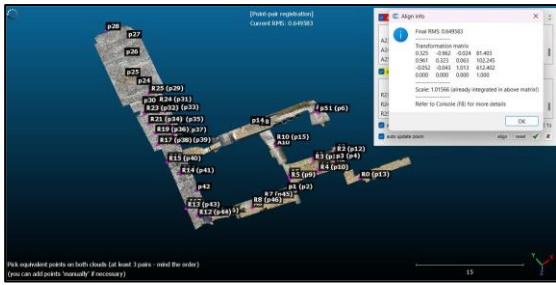 [Point-pair registration]
Current RMS: 0.649583
p28
p27
p26
p25
p24
R25 (p29)
p30 R24 (p31)
R23 (p32) (p33)
R21 (p34) (p35)
R19 (p36) p37)
R17 (p38) p39)
R15 (p40)
R14 (p41)
p42
R13 (p43)
R12 (p44)
p14
p51 (p6)
R10 (p15)
A10
R2 (p12)
R3 (p
p3 (p4)
R4 (p10)
R5 (p9)
R0 (p13)
p1 (p2)
R7 (p45)
R8 (p46)
Align info
Final RMS: 0.649583
Transformation matrix
0.325 -0.962 -0.024 81.403
0.961 0.323 0.063 102.245
-0.052 -0.043 1.013 612.402
0.000 0.000 0.000 1.000
Scale: 1.01566 (already integrated in above matrix!)
Refer to Console (F8) for more details
OK
auto update zoom
align reset
Pick equivalent points on both clouds (at least 3 pairs - mind the order)
(you can add points 'manually' if necessary)
15
Y
X